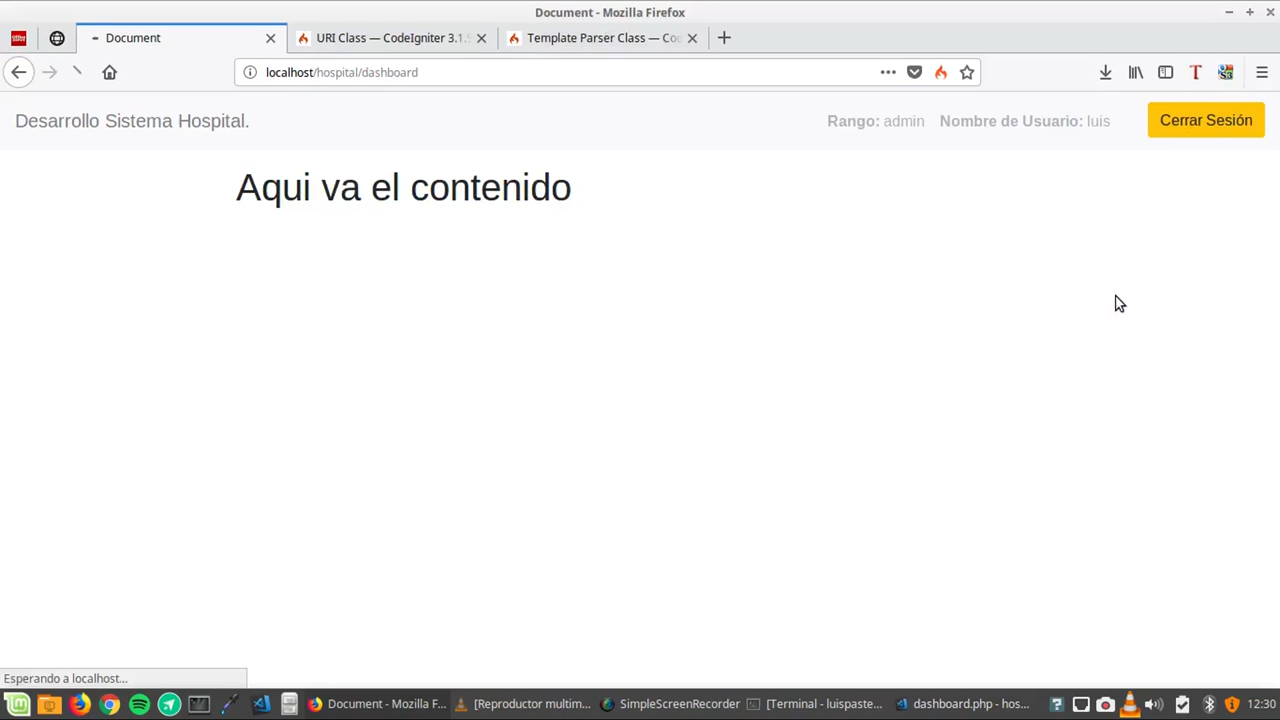 Document - Mozilla Firefox
Document
URI Class — CodeIgniter 3.1.
Template Parser Class — Co
localhost/hospital/dashboard
Desarrollo Sistema Hospital.
Rango: admin Nombre de Usuario: luis
Cerrar Sesión
Aqui va el contenido
Esperando a localhost...
Document - Mozilla F...
[Reproductor multim...
SimpleScreenRecorder
[Terminal - luispaste...
dashboard.php - hos...
12:30